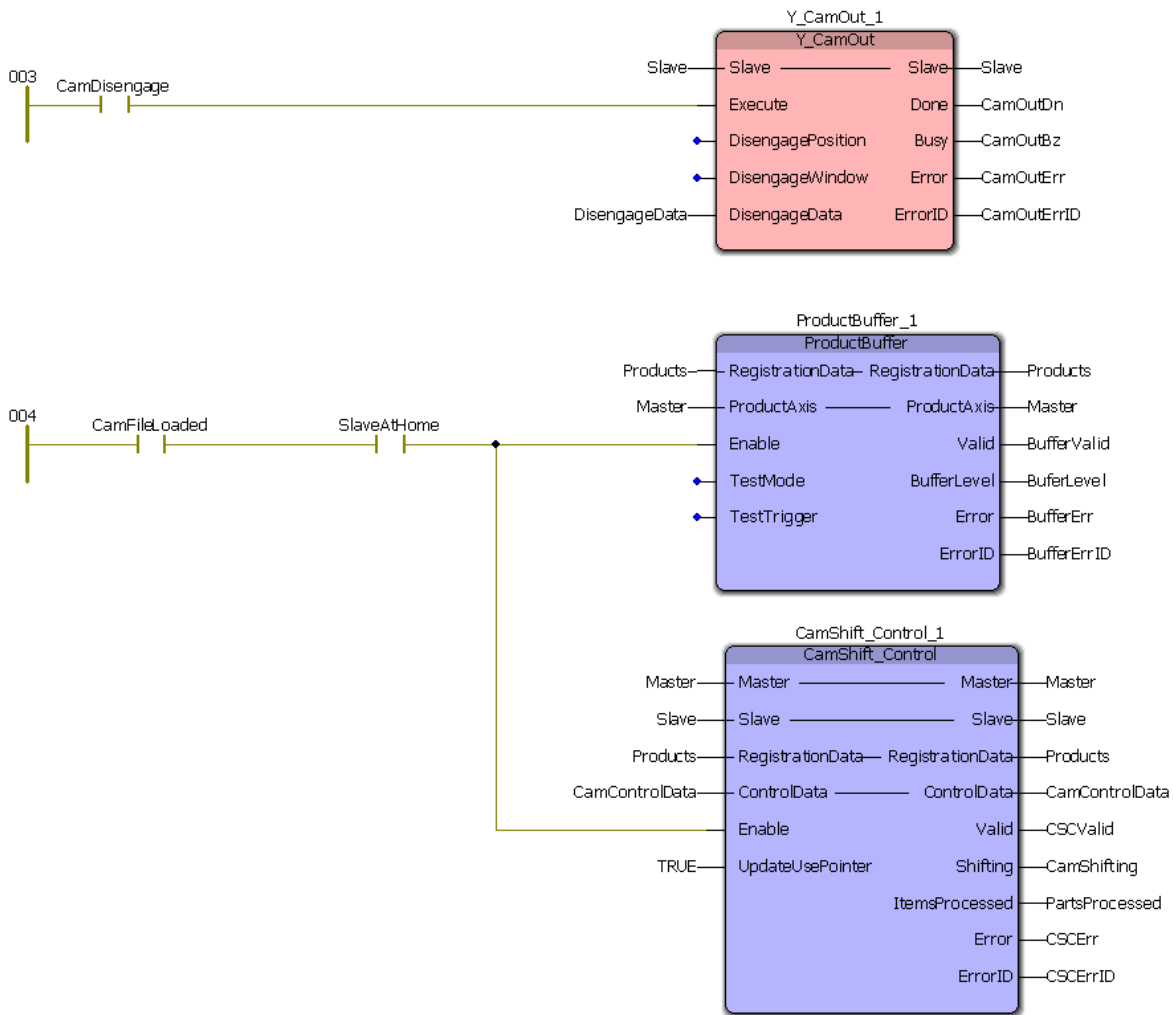 Y_CamOut_1
Y_CamOut
Slave Slave Slave Slave
003
CamDisengage
Execute Done CamOutDn
DisengagePosition Busy CamOutBz
DisengageWindow Error CamOutErr
DisengageData DisengageData ErrorID CamOutErrID
ProductBuffer_1
ProductBuffer
Products RegistrationData RegistrationData Products
Master ProductAxis ProductAxis Master
004
CamFileLoaded SlaveAtHome
Enable Valid BufferValid
TestMode BufferLevel BuferLevel
TestTrigger Error BufferErr
ErrorID BufferErrID
CamShift_Control_1
CamShift_Control
Master Master Master Master
Slave Slave Slave Slave
Products RegistrationData RegistrationData Products
CamControlData ControlData ControlData CamControlData
Enable Valid CSCValid
TRUE UpdateUsePointer Shifting CamShifting
ItemsProcessed PartsProcessed
Error CSCErr
ErrorID CSCErrID